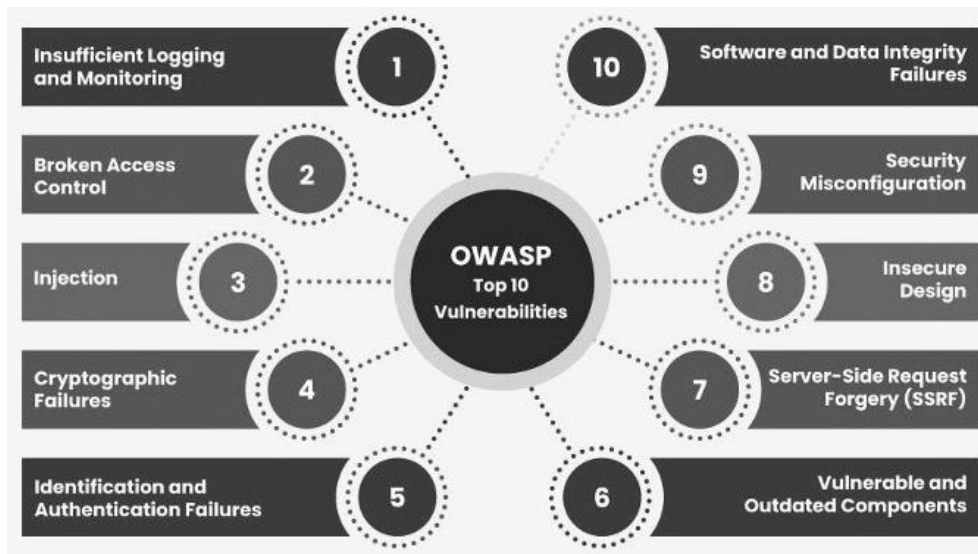 Insufficient Logging
and Monitoring
1
10
Software and Data Integrity
Failures
Broken Access
Control
2
9
Security
Misconfiguration
OWASP
Top 10
Vulnerabilities
Injection
3
8
Insecure
Design
Cryptographic
Failures
4
7
Server-Side Request
Forgery (SSRF)
Identification and
Authentication Failures
5
6
Vulnerable and
Outdated Components